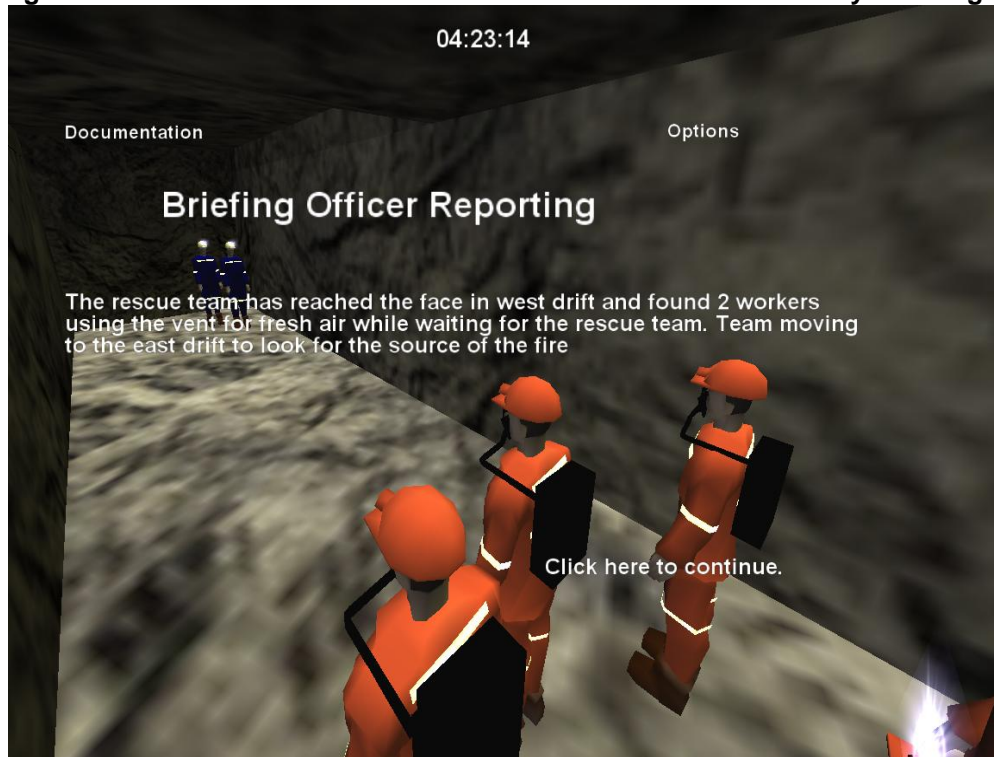 04:23:14
Documentation
Options
Briefing Officer Reporting
The rescue team has reached the face in west drift and found 2 workers
using the vent for fresh air while waiting for the rescue team. Team moving
to the east drift to look for the source of the fire
Click here to continue.